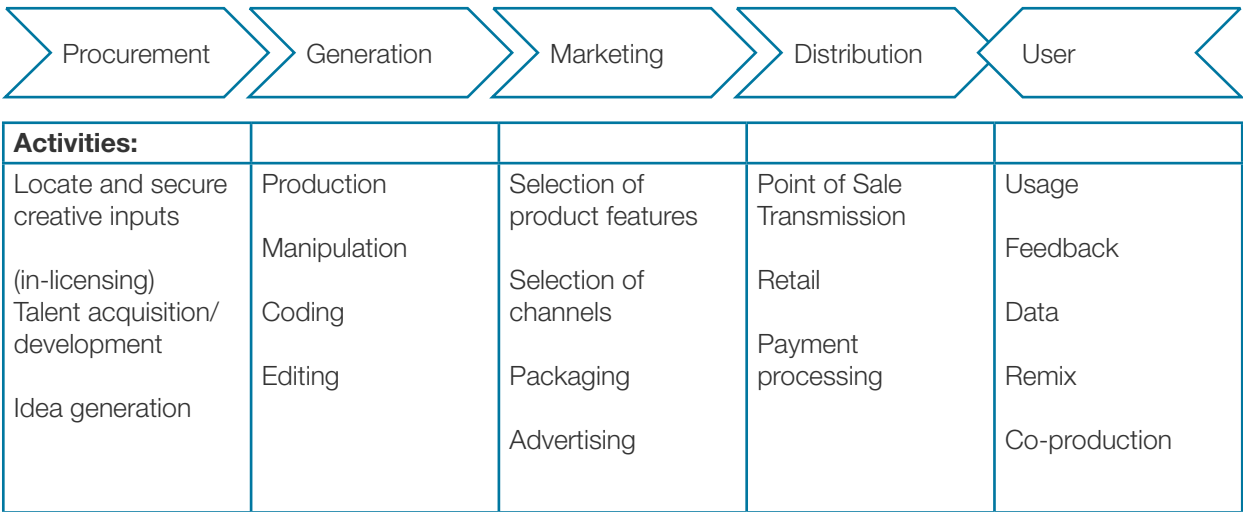 Procurement
Generation
Marketing
Distribution
User
Activities:
Locate and secure
creative inputs
(in-licensing)
Talent acquisition/
development
Idea generation
Production
Manipulation
Coding
Editing
Selection of
product features
Selection of
channels
Packaging
Advertising
Point of Sale
Transmission
Retail
Payment
processing
Usage
Feedback
Data
Remix
Co-production